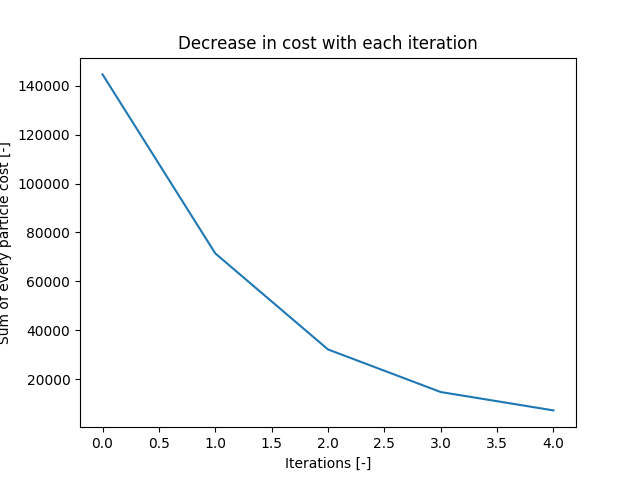 Decrease in cost with each iteration
140000
120000
100000
80000
60000
40000
20000
Sum of every particle cost [-]
0.0 0.5 1.0 1.5 2.0 2.5 3.0 3.5 4.0
Iterations [-]